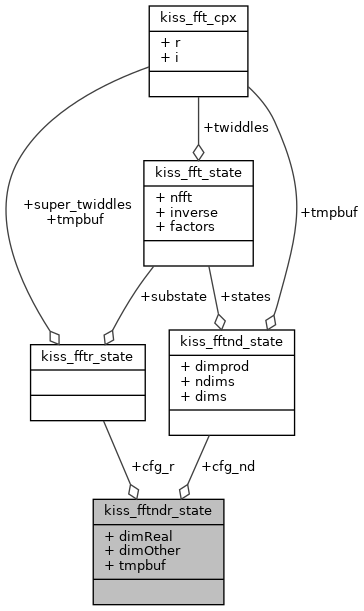 kiss_fft_cpx
+ r
+ i
+twiddles
kiss_fft_state
+ nfft
+ inverse
+ factors
+super_twiddles
+tmpbuf
+tmpbuf
+substate
+states
kiss_fftr_state
kiss_fftnd_state
+ dimprod
+ ndims
+ dims
+cfg_r
+cfg_nd
kiss_fftndr_state
+ dimReal
+ dimOther
+ tmpbuf